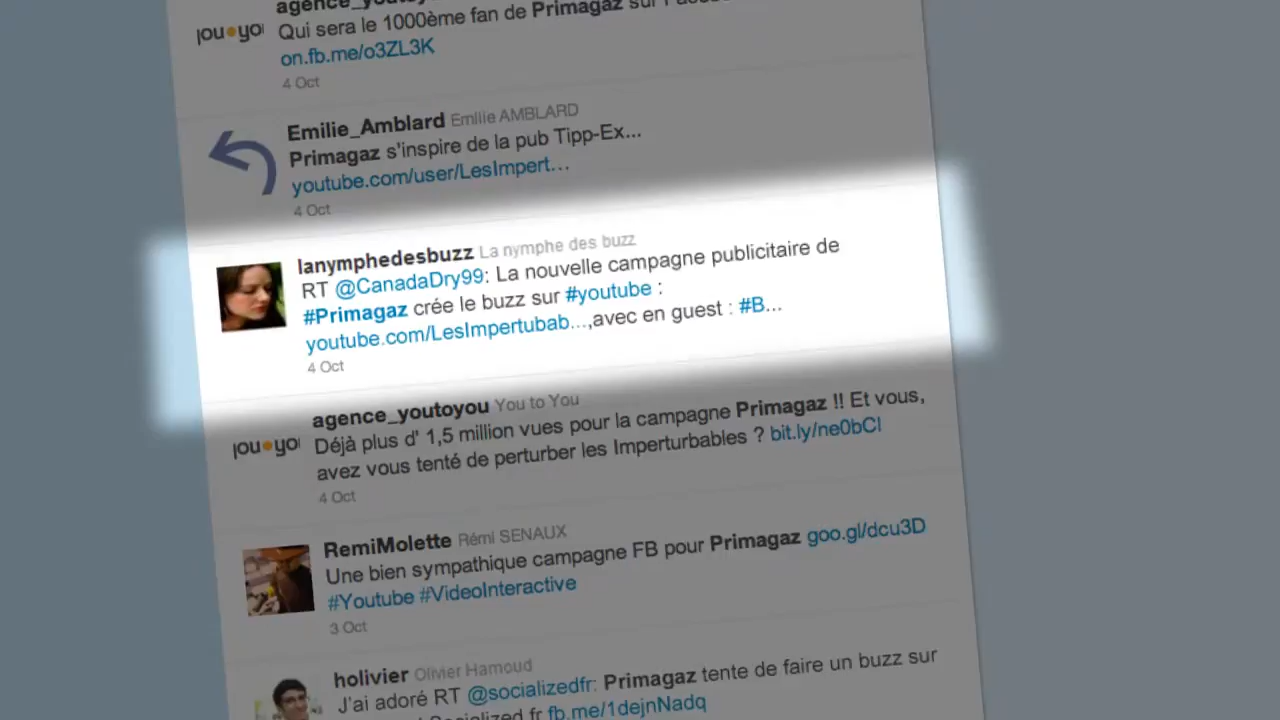 Qui sera le 1000ème fan de Primagaz sur
on.fb.me/o3ZL3K
4 Oct
Emilie_Amblard Emilie AMBLARD
Primagaz s'inspire de la pub Tipp-Ex...
youtube.com/user/LesImpert...
4 Oct
lanymphedesbuzz La nymphe des buzz
RT @CanadaDry99: La nouvelle campagne publicitaire de
#Primagaz crée le buzz sur #youtube :
youtube.com/LesImpertubab...,avec en guest : #B...
4 Oct
agence_youtoyou You to You
Déjà plus d' 1,5 million vues pour la campagne Primagaz !! Et vous,
avez vous tenté de perturber les Imperturbables ? bit.ly/ne0bCI
4 Oct
RemiMolette Rémi SENAUX
Une bien sympathique campagne FB pour Primagaz goo.gl/dcu3D
#Youtube #VideoInteractive
3 Oct
holivier Olivier Hamoud
J'ai adoré RT @socializedfr: Primagaz tente de faire un buzz sur
Socialized.fr fb.me/1dejnNadq